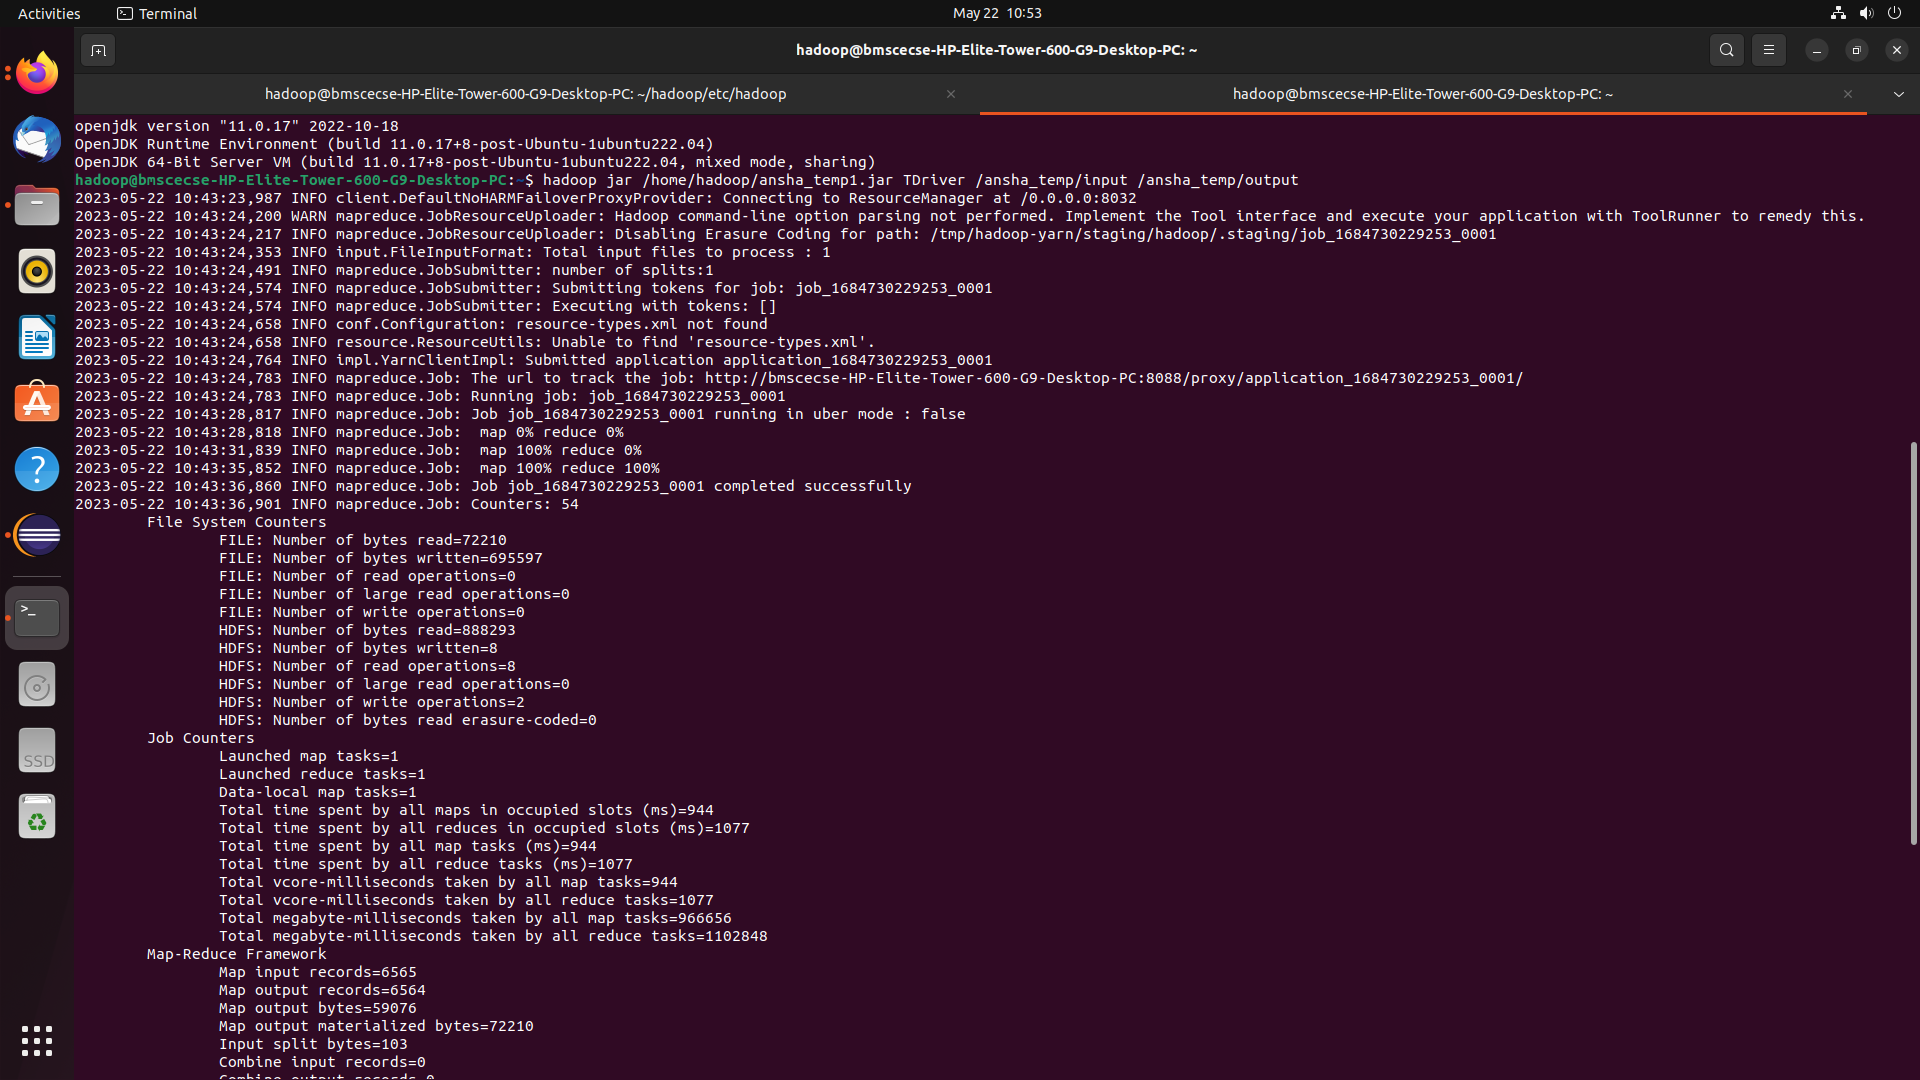 Activities
Terminal
May 22 10:53
hadoop@bmscecse-HP-Elite-Tower-600-G9-Desktop-PC: ~
hadoop@bmscecse-HP-Elite-Tower-600-G9-Desktop-PC: ~/hadoop/etc/hadoop
hadoop@bmscecse-HP-Elite-Tower-600-G9-Desktop-PC: ~
openjdk version "11.0.17" 2022-10-18
OpenJDK Runtime Environment (build 11.0.17+8-post-Ubuntu-1ubuntu222.04)
OpenJDK 64-Bit Server VM (build 11.0.17+8-post-Ubuntu-1ubuntu222.04, mixed mode, sharing)
hadoop@bmscecse-HP-Elite-Tower-600-G9-Desktop-PC:~$ hadoop jar /home/hadoop/ansha_temp1.jar TDriver /ansha_temp/input /ansha_temp/output
2023-05-22 10:43:23,987 INFO client.DefaultNoHARMFailoverProxyProvider: Connecting to ResourceManager at /0.0.0.0:8032
2023-05-22 10:43:24,200 WARN mapreduce.JobResourceUploader: Hadoop command-line option parsing not performed. Implement the Tool interface and execute your application with ToolRunner to remedy this.
2023-05-22 10:43:24,217 INFO mapreduce.JobResourceUploader: Disabling Erasure Coding for path: /tmp/hadoop-yarn/staging/hadoop/.staging/job_1684730229253_0001
2023-05-22 10:43:24,353 INFO input.FileInputFormat: Total input files to process : 1
2023-05-22 10:43:24,491 INFO mapreduce.JobSubmitter: number of splits:1
2023-05-22 10:43:24,574 INFO mapreduce.JobSubmitter: Submitting tokens for job: job_1684730229253_0001
2023-05-22 10:43:24,574 INFO mapreduce.JobSubmitter: Executing with tokens: []
2023-05-22 10:43:24,658 INFO conf.Configuration: resource-types.xml not found
2023-05-22 10:43:24,658 INFO resource.ResourceUtils: Unable to find 'resource-types.xml'.
2023-05-22 10:43:24,764 INFO impl.YarnClientImpl: Submitted application application_1684730229253_0001
2023-05-22 10:43:24,783 INFO mapreduce.Job: The url to track the job: http://bmscecse-HP-Elite-Tower-600-G9-Desktop-PC:8088/proxy/application_1684730229253_0001/
2023-05-22 10:43:24,783 INFO mapreduce.Job: Running job: job_1684730229253_0001
2023-05-22 10:43:28,817 INFO mapreduce.Job: Job job_1684730229253_0001 running in uber mode : false
2023-05-22 10:43:28,818 INFO mapreduce.Job:  map 0% reduce 0%
2023-05-22 10:43:31,839 INFO mapreduce.Job:  map 100% reduce 0%
2023-05-22 10:43:35,852 INFO mapreduce.Job:  map 100% reduce 100%
2023-05-22 10:43:36,860 INFO mapreduce.Job: Job job_1684730229253_0001 completed successfully
2023-05-22 10:43:36,901 INFO mapreduce.Job: Counters: 54
File System Counters
FILE: Number of bytes read=72210
FILE: Number of bytes written=695597
FILE: Number of read operations=0
FILE: Number of large read operations=0
FILE: Number of write operations=0
HDFS: Number of bytes read=888293
HDFS: Number of bytes written=8
HDFS: Number of read operations=8
HDFS: Number of large read operations=0
HDFS: Number of write operations=2
HDFS: Number of bytes read erasure-coded=0
Job Counters
Launched map tasks=1
Launched reduce tasks=1
Data-local map tasks=1
Total time spent by all maps in occupied slots (ms)=944
Total time spent by all reduces in occupied slots (ms)=1077
Total time spent by all map tasks (ms)=944
Total time spent by all reduce tasks (ms)=1077
Total vcore-milliseconds taken by all map tasks=944
Total vcore-milliseconds taken by all reduce tasks=1077
Total megabyte-milliseconds taken by all map tasks=966656
Total megabyte-milliseconds taken by all reduce tasks=1102848
Map-Reduce Framework
Map input records=6565
Map output records=6564
Map output bytes=59076
Map output materialized bytes=72210
Input split bytes=103
Combine input records=0
Combine output records=0
SSD